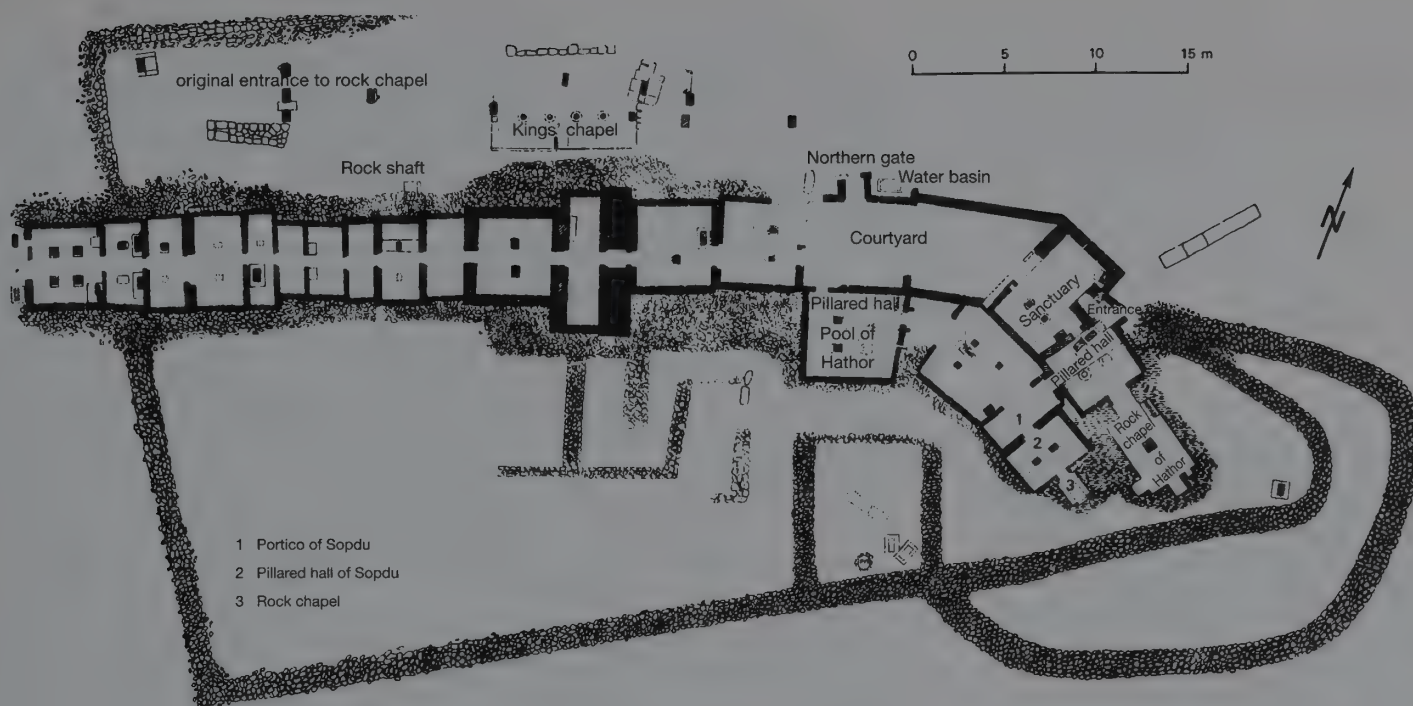 original entrance to rock chapel
0 5 10 15 m
Kings' chapel
Rock shaft
Northern gate
Water basin
N
Courtyard
Sanctuary
Entrance
Pillared hall
Pool of
Hathor
Pillared hall
Rock
chapel
of
Hathor
1
2
3
1 Portico of Sopdu
2 Pillared hall of Sopdu
3 Rock chapel